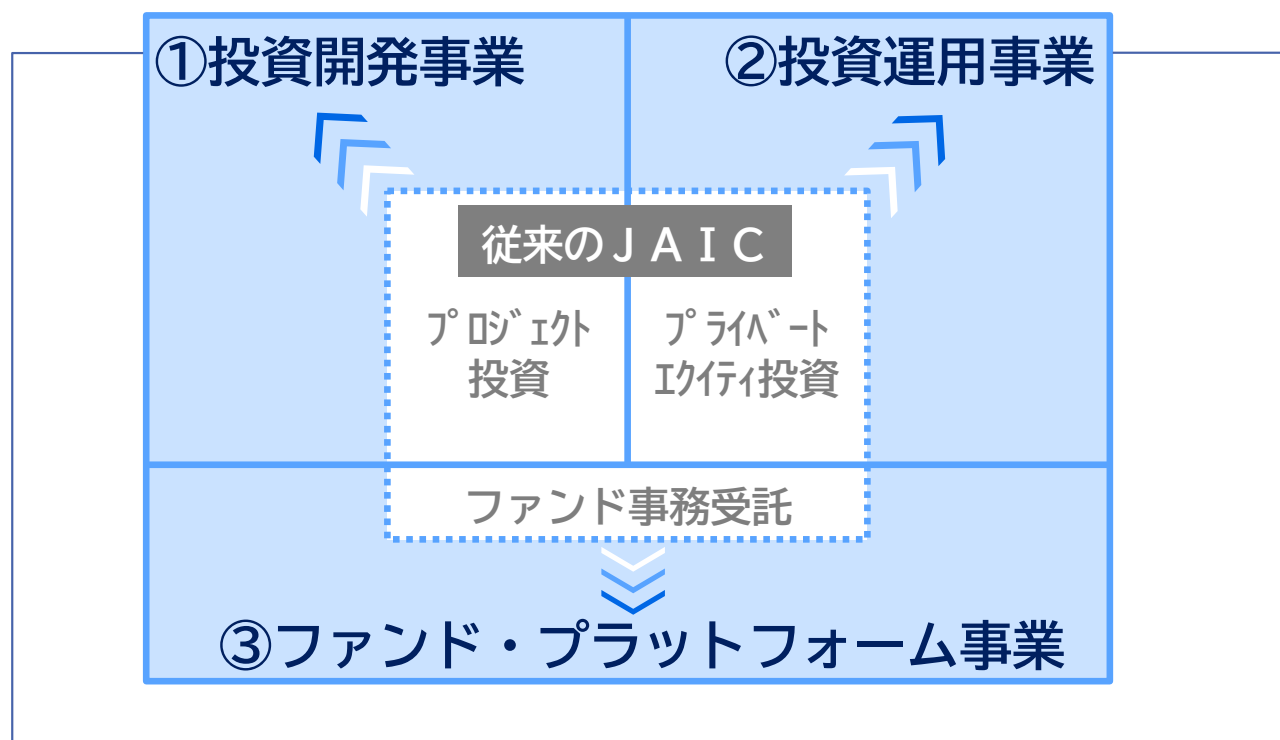 ①投資開発事業
②投資運用事業
従来のＪＡＩＣ
ﾌﾟﾛｼﾞｪｸﾄ
投資
ﾌﾟﾗｲﾍﾞｰﾄ
ｴｸｲﾃｨ投資
ファンド事務受託
③ファンド・プラットフォーム事業